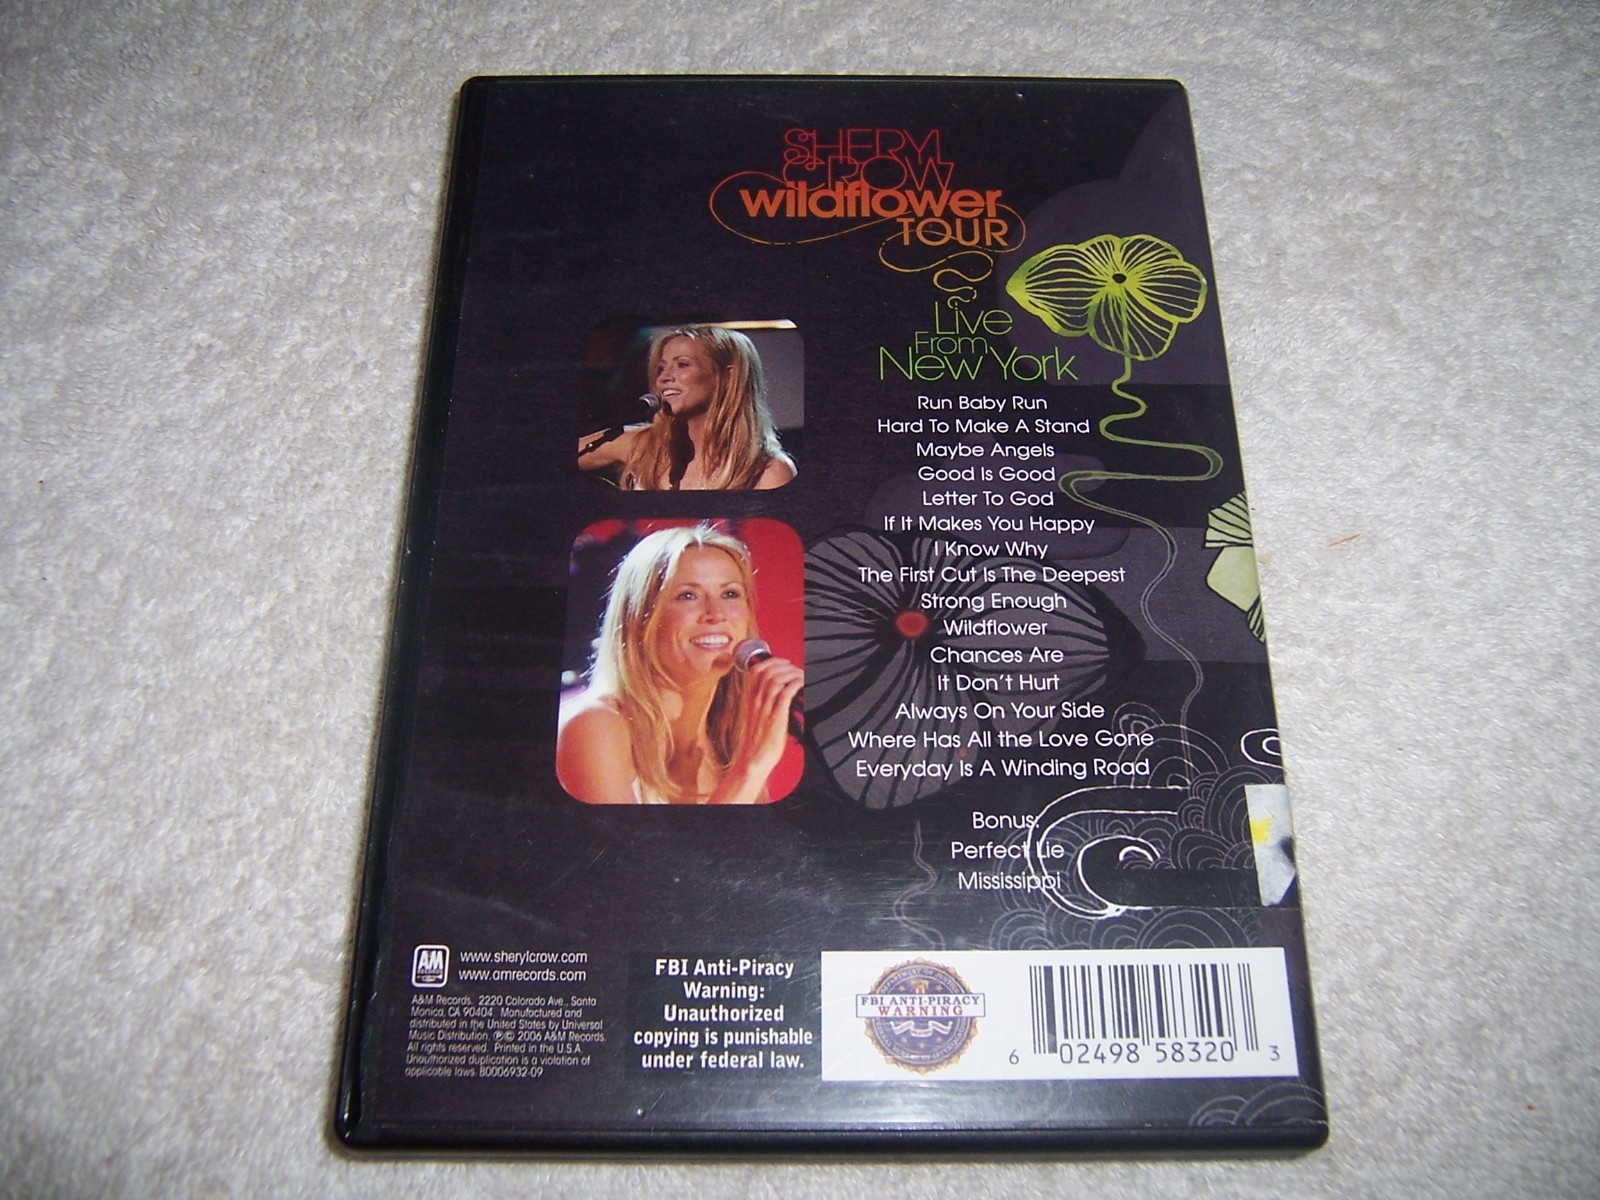 SHERYL
CROW
wildflower
TOUR
Live
From
New York
Run Baby Run
Hard To Make A Stand
Maybe Angels
Good Is Good
Letter To God
If It Makes You Happy
I Know Why
The First Cut Is The Deepest
Strong Enough
Wildflower
Chances Are
It Don't Hurt
Always On Your Side
Where Has All the Love Gone
Everyday Is A Winding Road
Bonus:
Perfect Lie
Mississippi
AM
RECORDS
www.sherylcrow.com
www.amrecords.com
A&M Records. 2220 Colorado Ave., Santa
Monica, CA 90404. Manufactured and
distributed in the United States by Universal
Music Distribution. ℗© 2006 A&M Records.
All rights reserved. Printed in the U.S.A.
Unauthorized duplication is a violation of
applicable laws. B0006932-09
FBI Anti-Piracy
Warning:
Unauthorized
copying is punishable
under federal law.
FBI ANTI-PIRACY
WARNING
6 02498 58320 3